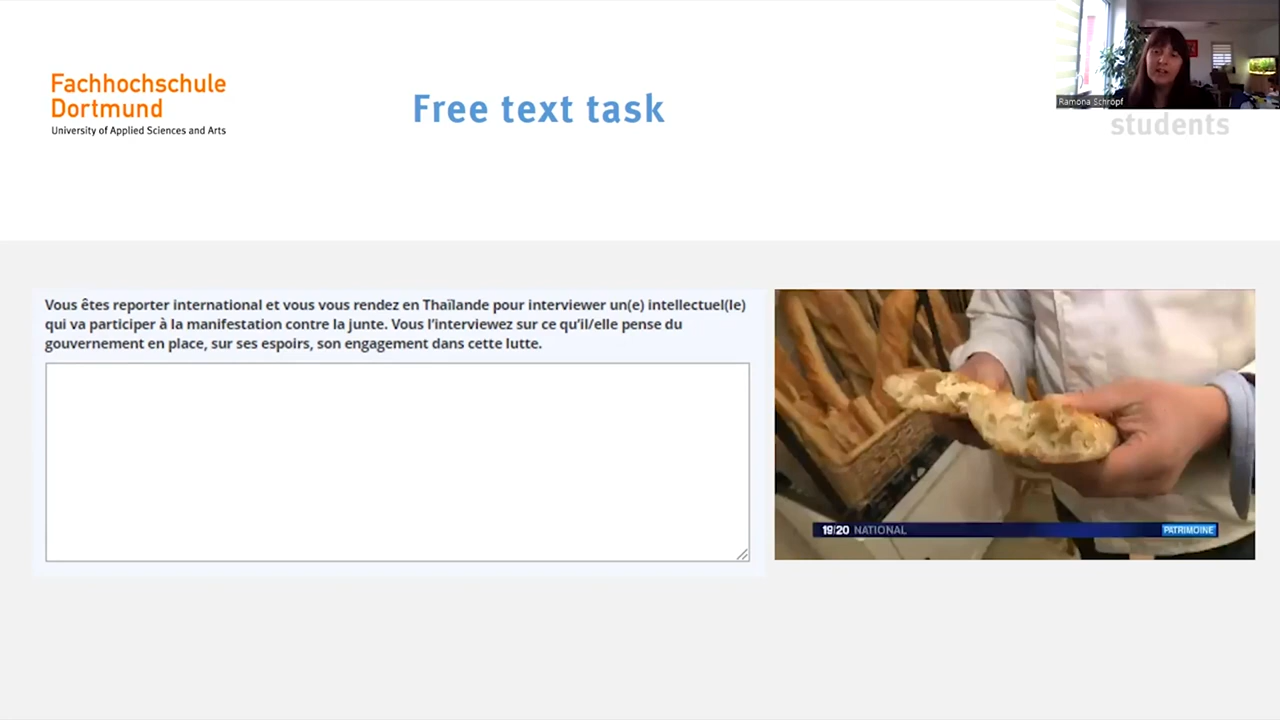 Fachhochschule
Dortmund
University of Applied Sciences and Arts
Free text task
Ramona Schröpf
students
Vous êtes reporter international et vous vous rendez en Thaïlande pour interviewer un(e) intellectuel(le)
qui va participer à la manifestation contre la junte. Vous l'interviewez sur ce qu'il/elle pense du
gouvernement en place, sur ses espoirs, son engagement dans cette lutte.
19|20 NATIONAL
PATRIMOINE